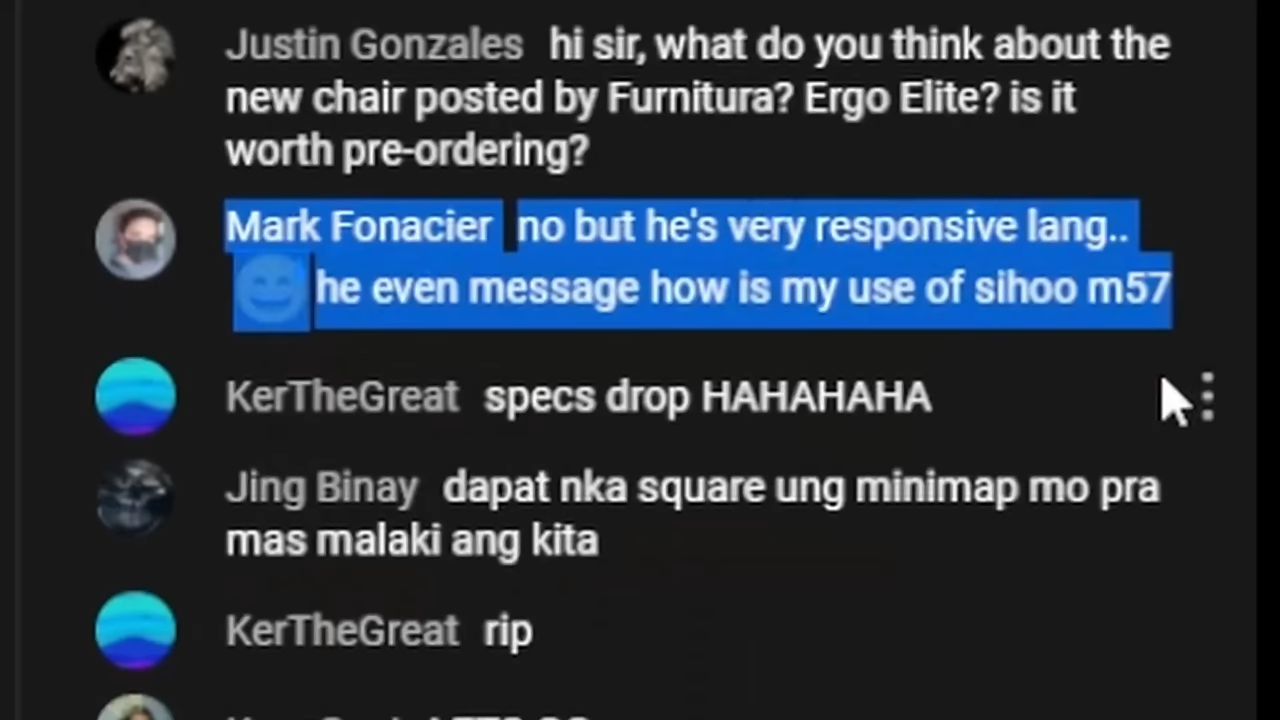 Justin Gonzales hi sir, what do you think about the
new chair posted by Furnitura? Ergo Elite? is it
worth pre-ordering?
Mark Fonacier no but he's very responsive lang..
😅 he even message how is my use of sihoo m57
KerTheGreat specs drop HAHAHAHA
Jing Binay dapat nka square ung minimap mo pra
mas malaki ang kita
KerTheGreat rip